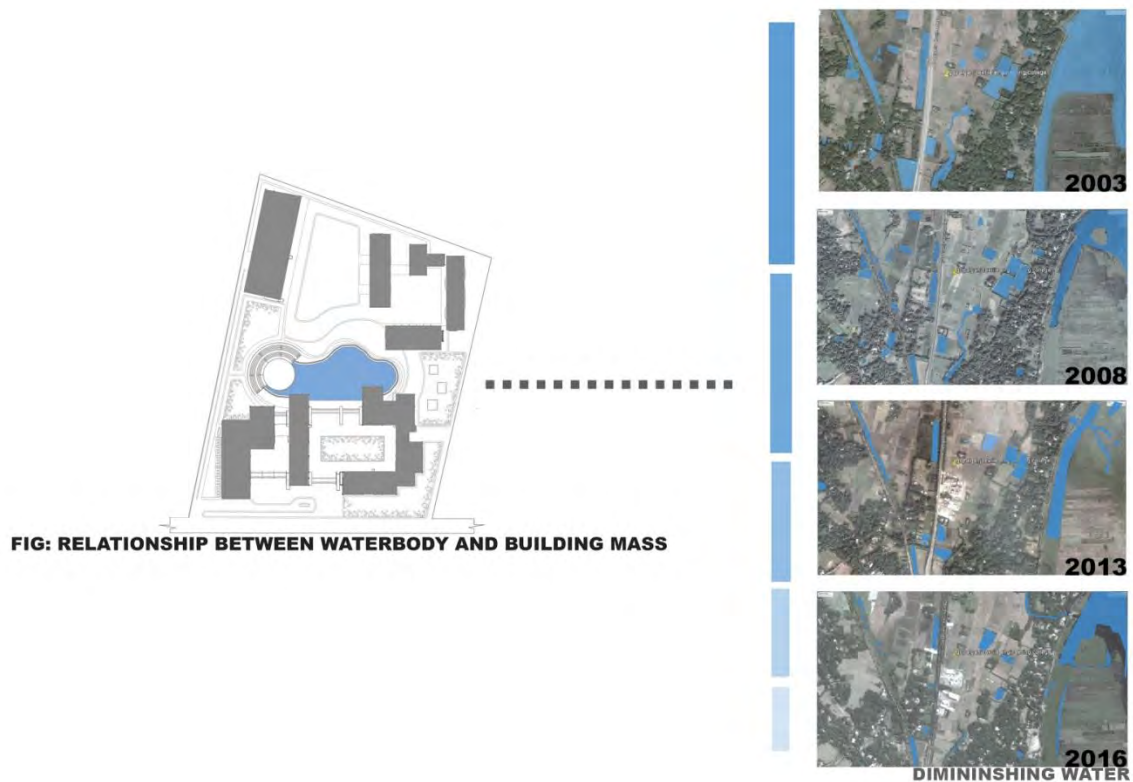 2003
2008
2013
FIG: RELATIONSHIP BETWEEN WATERBODY AND BUILDING MASS
2016
DIMININSHING WATER